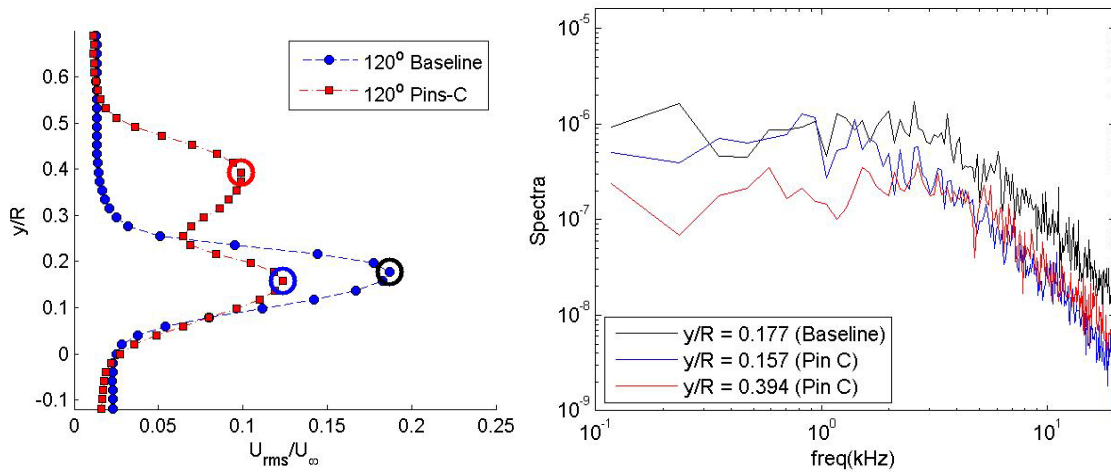 120° Baseline
120° Pins-C
0.6
0.5
0.4
0.3
0.2
0.1
0
-0.1
y/R
0
0.05
0.1
0.15
0.2
0.25
U_rms/U_∞
10^-5
10^-6
10^-7
10^-8
10^-9
Spectra
y/R = 0.177 (Baseline)
y/R = 0.157 (Pin C)
y/R = 0.394 (Pin C)
10^-1
10^0
10^1
freq(kHz)